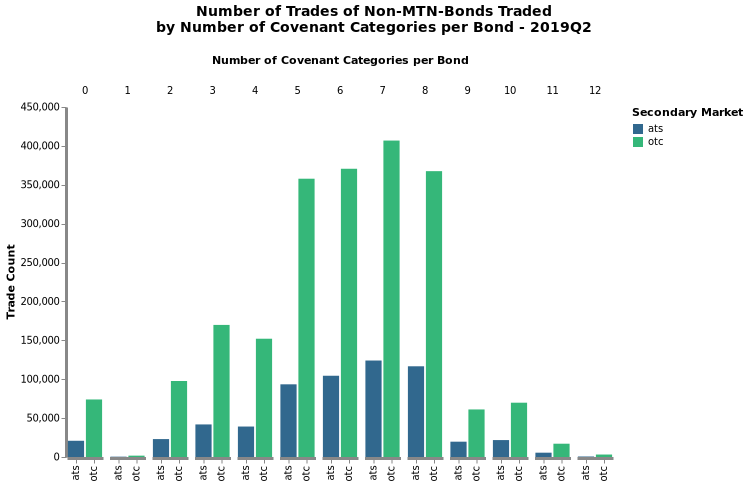 Number of Trades of Non-MTN-Bonds Traded
by Number of Covenant Categories per Bond - 2019Q2
Number of Covenant Categories per Bond
0 1 2 3 4 5 6 7 8 9 10 11 12
Secondary Market
ats
otc
450,000
400,000
350,000
300,000
250,000
200,000
150,000
100,000
50,000
0
Trade Count
ats otc ats otc ats otc ats otc ats otc ats otc ats otc ats otc ats otc ats otc ats otc ats otc ats otc